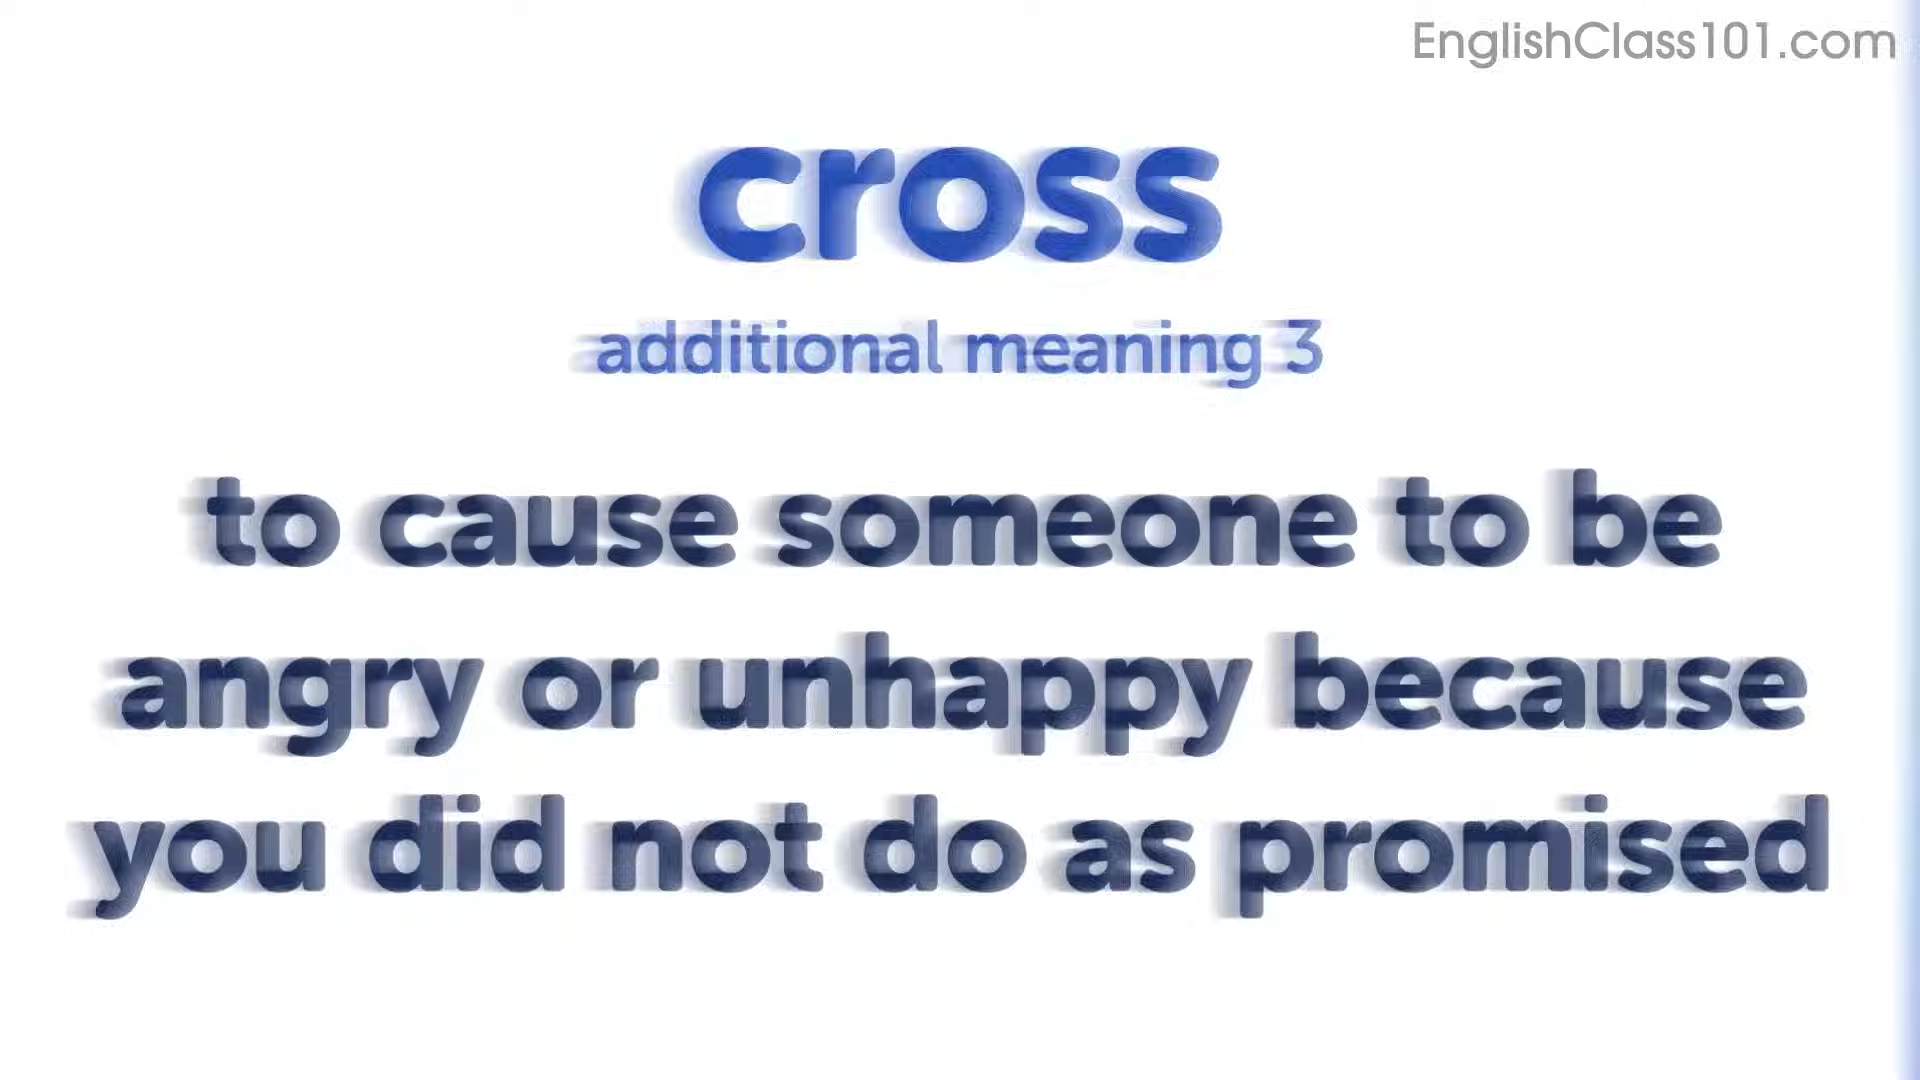 EnglishClass101.com
cross
additional meaning 3
to cause someone to be
angry or unhappy because
you did not do as promised